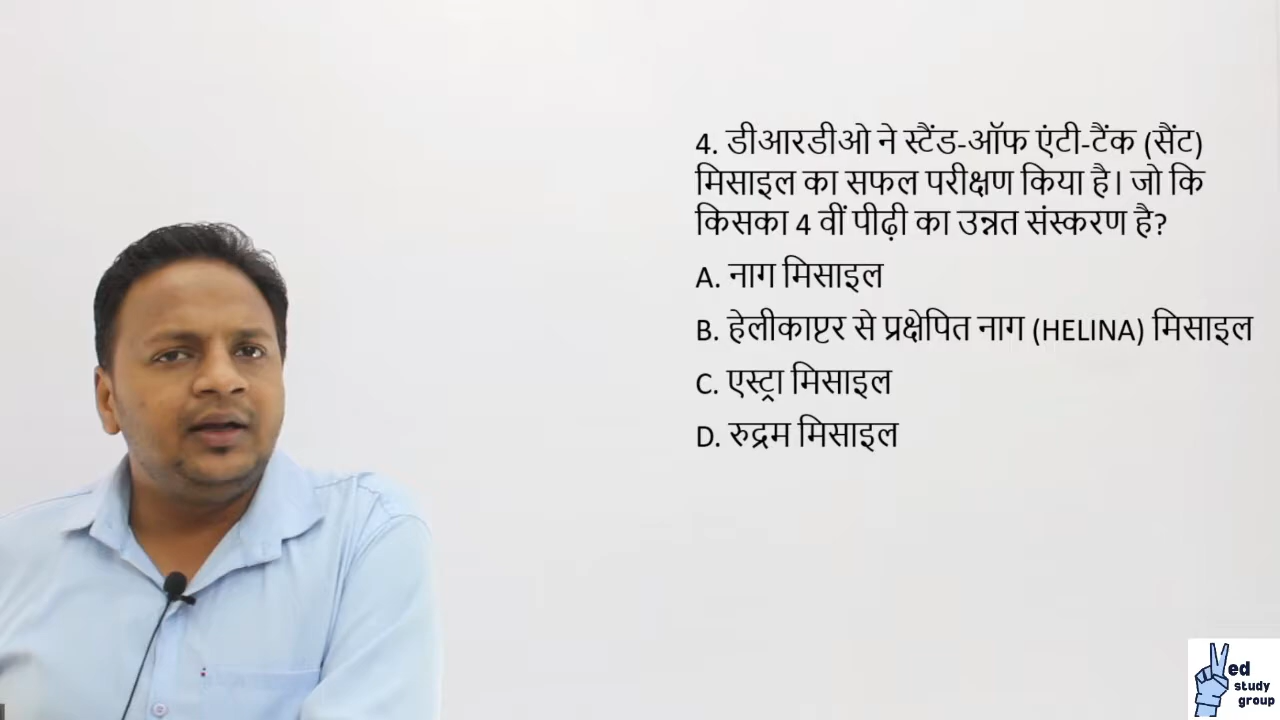 4. डीआरडीओ ने स्टैंड-ऑफ एंटी-टैंक (सैंट)
मिसाइल का सफल परीक्षण किया है। जो कि
किसका 4 वीं पीढ़ी का उन्नत संस्करण है?
A. नाग मिसाइल
B. हेलीकाप्टर से प्रक्षेपित नाग (HELINA) मिसाइल
C. एस्ट्रा मिसाइल
D. रुद्रम मिसाइल
Ved
study
group